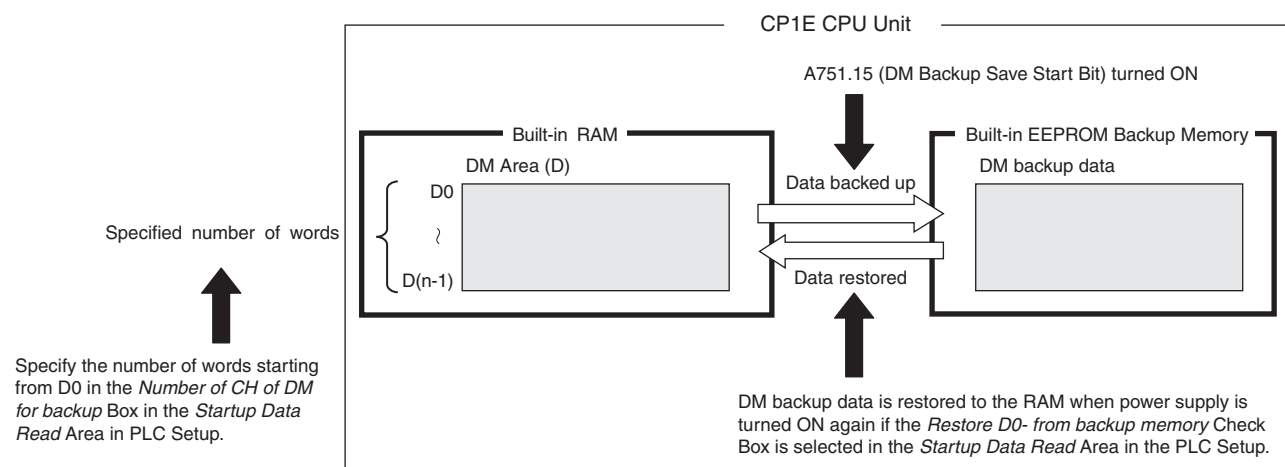 CP1E CPU Unit
A751.15 (DM Backup Save Start Bit) turned ON
Built-in RAM
Built-in EEPROM Backup Memory
DM Area (D)
DM backup data
D0
Data backed up
Specified number of words
~
D(n-1)
Data restored
Specify the number of words starting
from D0 in the Number of CH of DM
for backup Box in the Startup Data
Read Area in PLC Setup.
DM backup data is restored to the RAM when power supply is
turned ON again if the Restore D0- from backup memory Check
Box is selected in the Startup Data Read Area in the PLC Setup.